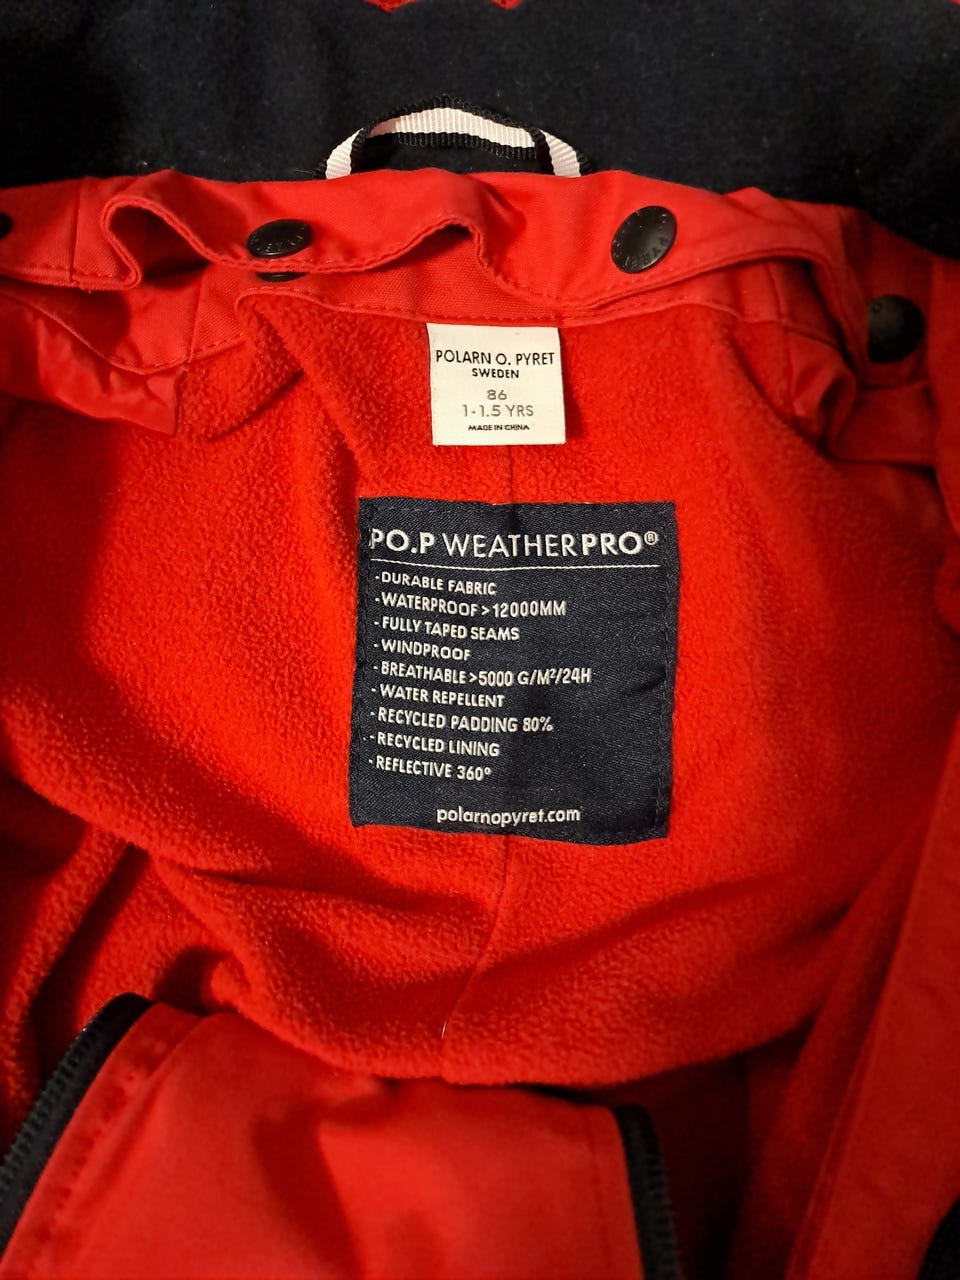 POLARN O. PYRET
SWEDEN
86
1-1.5 YRS
MADE IN CHINA
PO.P WEATHERPRO®
-DURABLE FABRIC
-WATERPROOF >12000MM
-FULLY TAPED SEAMS
-WINDPROOF
-BREATHABLE >5000 G/M²/24H
-WATER REPELLENT
-RECYCLED PADDING 80%
-RECYCLED LINING
-REFLECTIVE 360°
polarnopyret.com